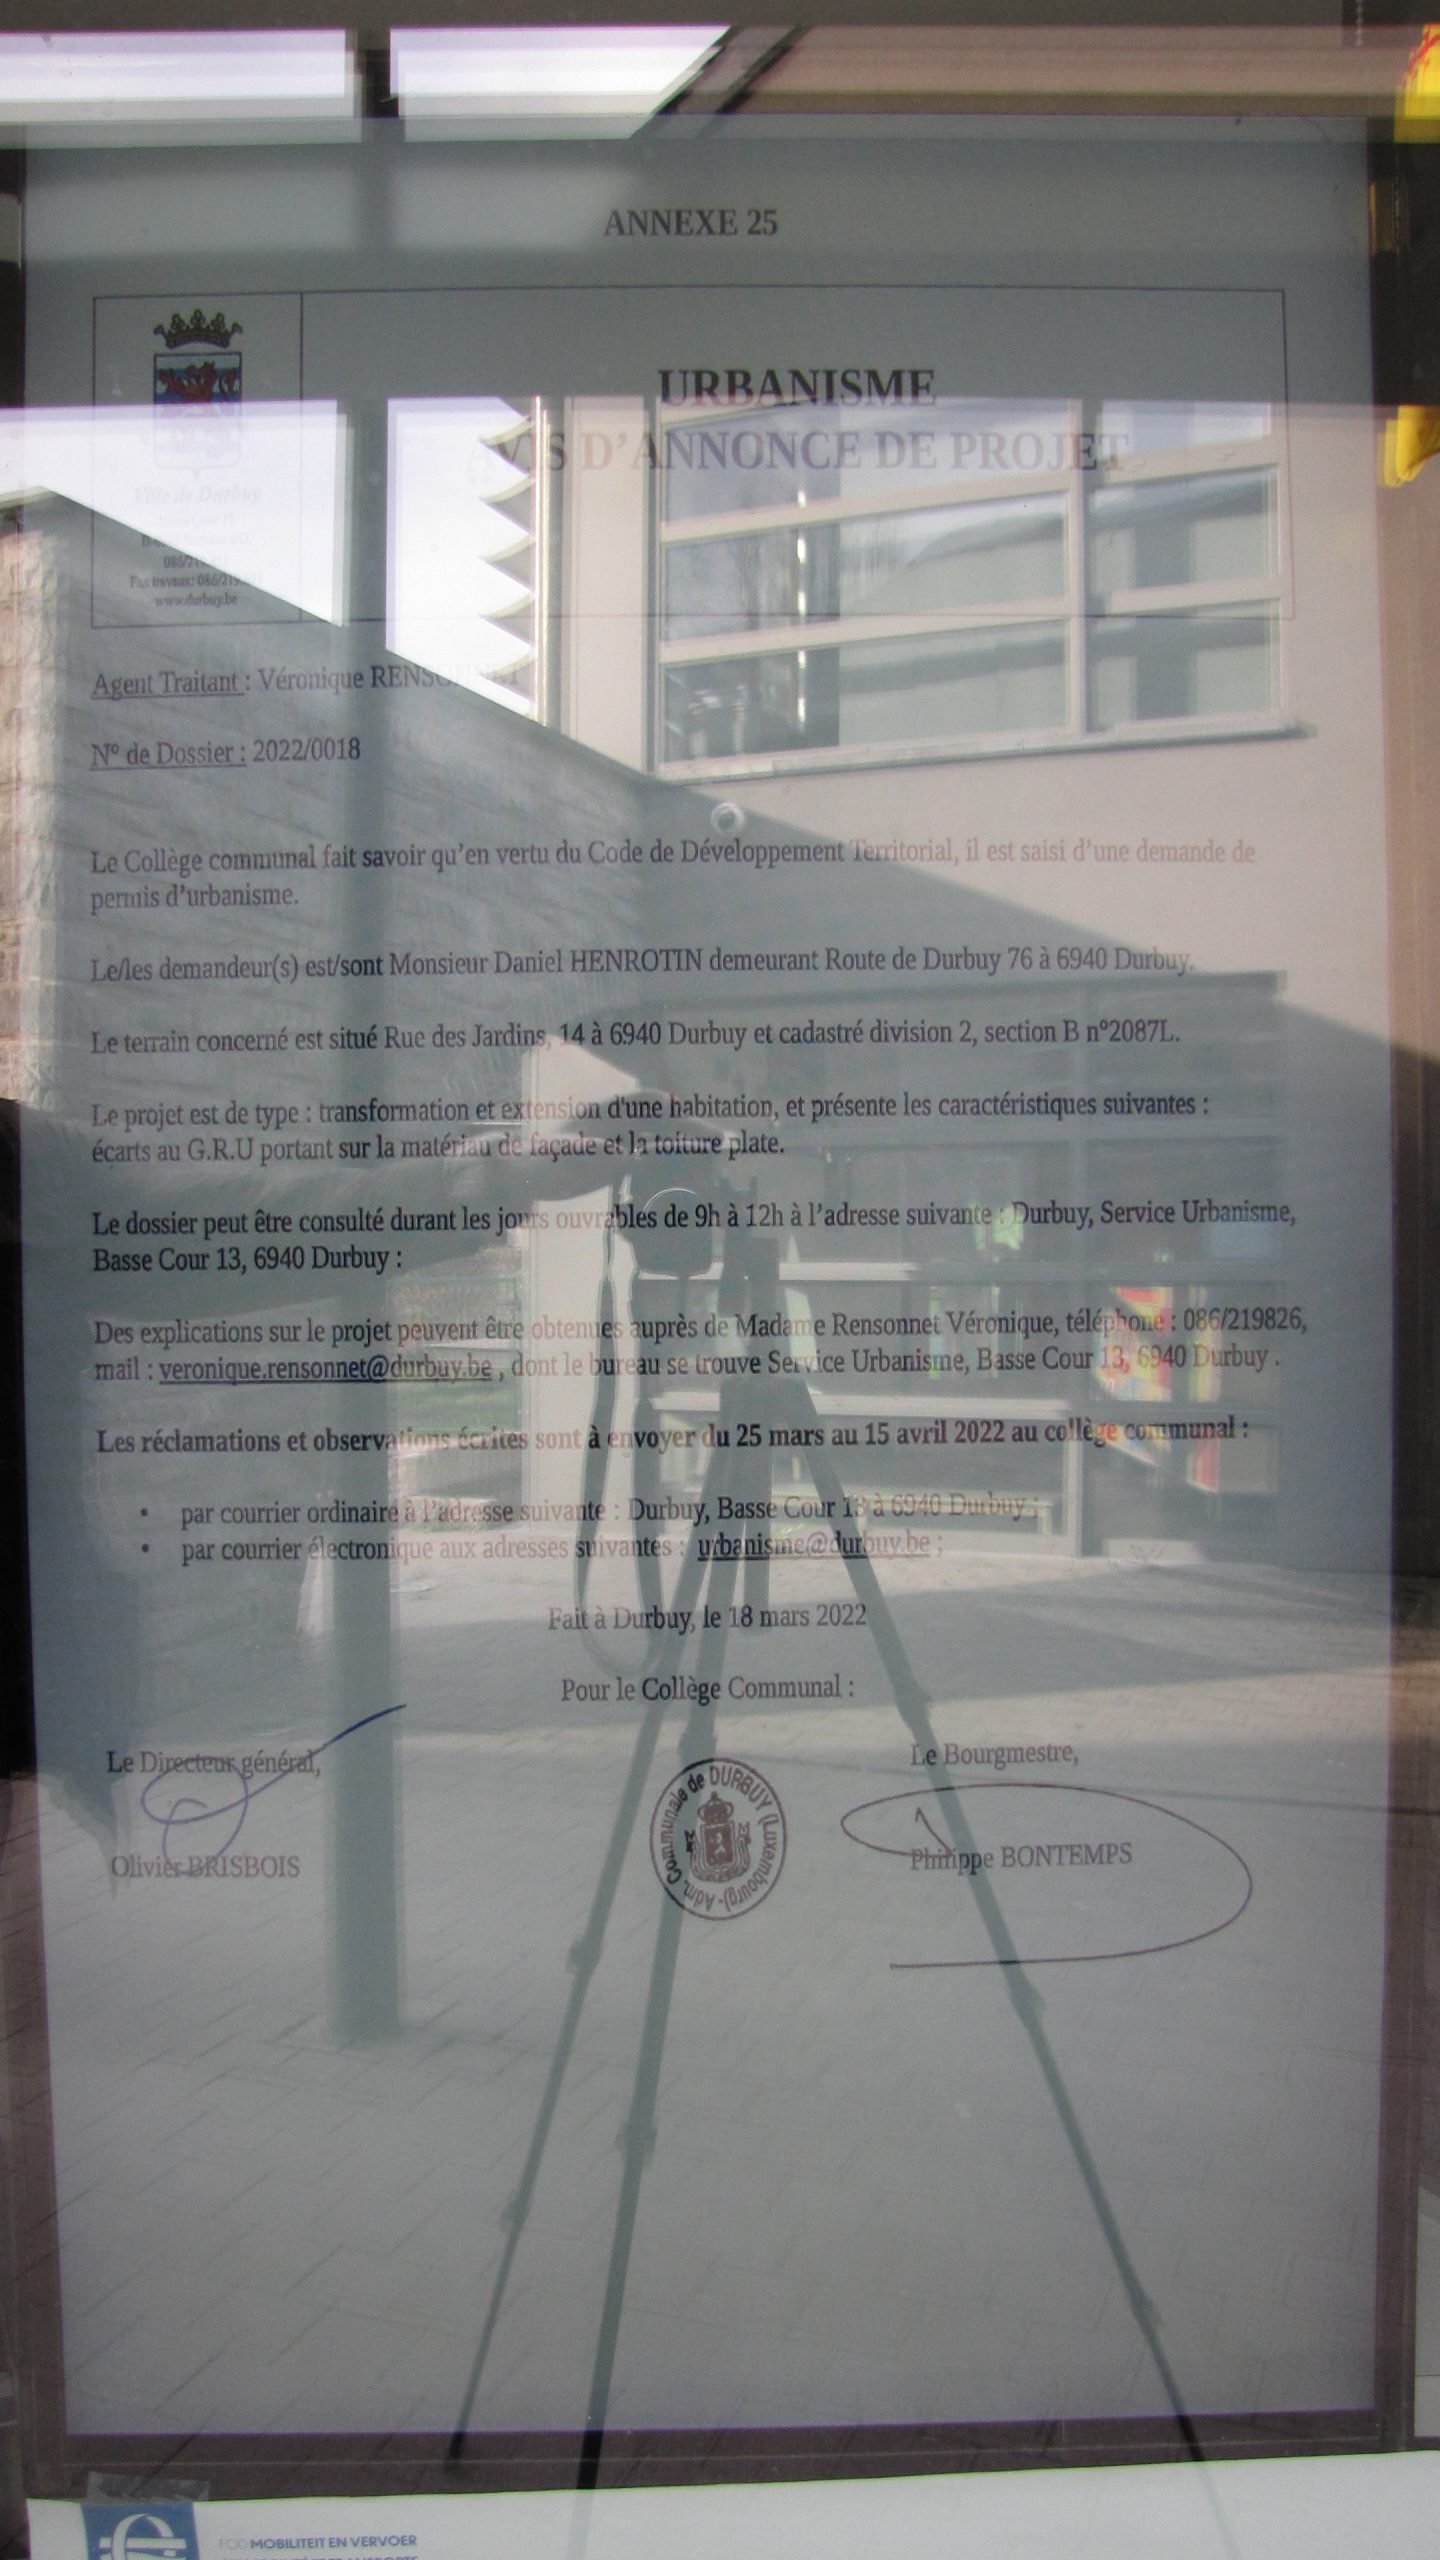 ANNEXE 25
URBANISME
AVIS D'ANNONCE DE PROJET
Ville de Durbuy
www.durbuy.be
Agent Traitant : Véronique RENSONNET
N° de Dossier : 2022/0018
Le Collège communal fait savoir qu'en vertu du Code de Développement Territorial, il est saisi d'une demande de
permis d'urbanisme.
Le/les demandeur(s) est/sont Monsieur Daniel HENROTIN demeurant Route de Durbuy 76 à 6940 Durbuy.
Le terrain concerné est situé Rue des Jardins, 14 à 6940 Durbuy et cadastré division 2, section B n°2087L.
Le projet est de type : transformation et extension d'une habitation, et présente les caractéristiques suivantes :
écarts au G.R.U portant sur la matériau de façade et la toiture plate.
Le dossier peut être consulté durant les jours ouvrables de 9h à 12h à l'adresse suivante : Durbuy, Service Urbanisme,
Basse Cour 13, 6940 Durbuy :
Des explications sur le projet peuvent être obtenues auprès de Madame Rensonnet Véronique, téléphone : 086/219826,
mail : veronique.rensonnet@durbuy.be , dont le bureau se trouve Service Urbanisme, Basse Cour 13, 6940 Durbuy .
Les réclamations et observations écrites sont à envoyer du 25 mars au 15 avril 2022 au collège communal :
• par courrier ordinaire à l'adresse suivante : Durbuy, Basse Cour 13 à 6940 Durbuy ;
• par courrier électronique aux adresses suivantes : urbanisme@durbuy.be ;
Fait à Durbuy, le 18 mars 2022
Pour le Collège Communal :
Le Directeur général,
Le Bourgmestre,
Olivier BRISBOIS
Adm. Communale de DURBUY (Luxembourg)
Philippe BONTEMPS
FOD MOBILITEIT EN VERVOER